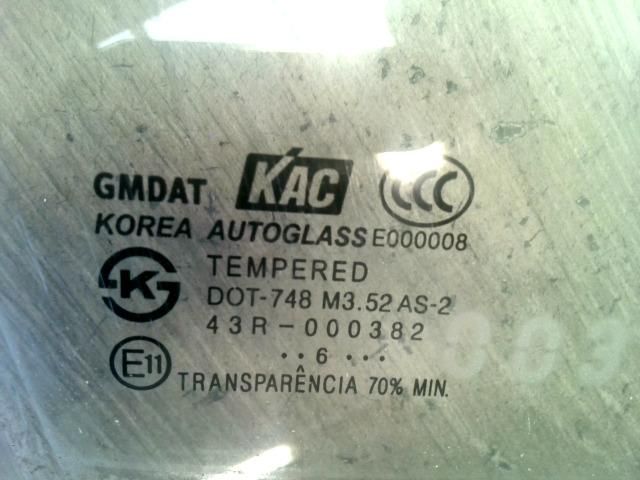 GMDAT KAC CCC
KOREA AUTOGLASS E000008
K TEMPERED
DOT-748 M3.52 AS-2
43R-000382
··6···
E11 TRANSPARÊNCIA 70% MIN.
003